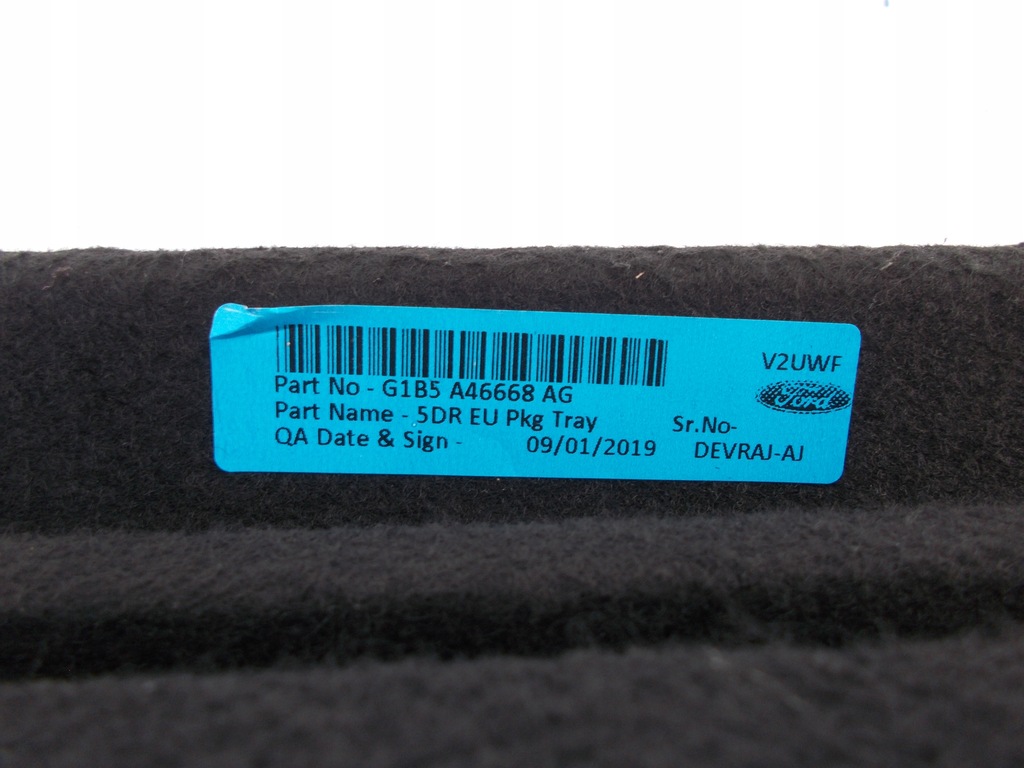 V2UWF
Ford
Part No - G1B5 A46668 AG
Part Name - 5DR EU Pkg Tray
Sr.No-
QA Date & Sign - 09/01/2019
DEVRAJ-AJ